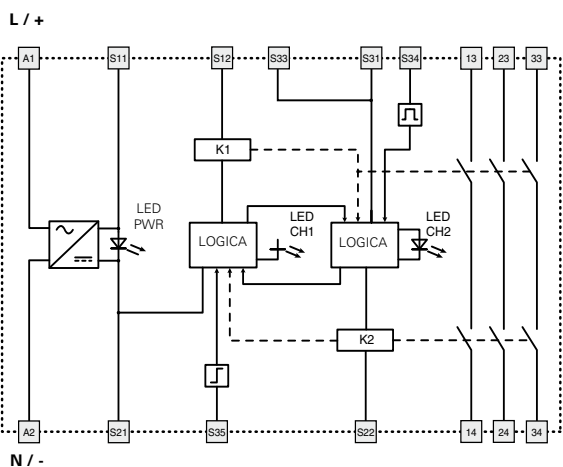 L / +
A1
S11
S12
S33
S31
S34
13
23
33
K1
LED
PWR
LOGICA
LED
CH1
LOGICA
LED
CH2
K2
A2
S21
S35
S22
14
24
34
N / -